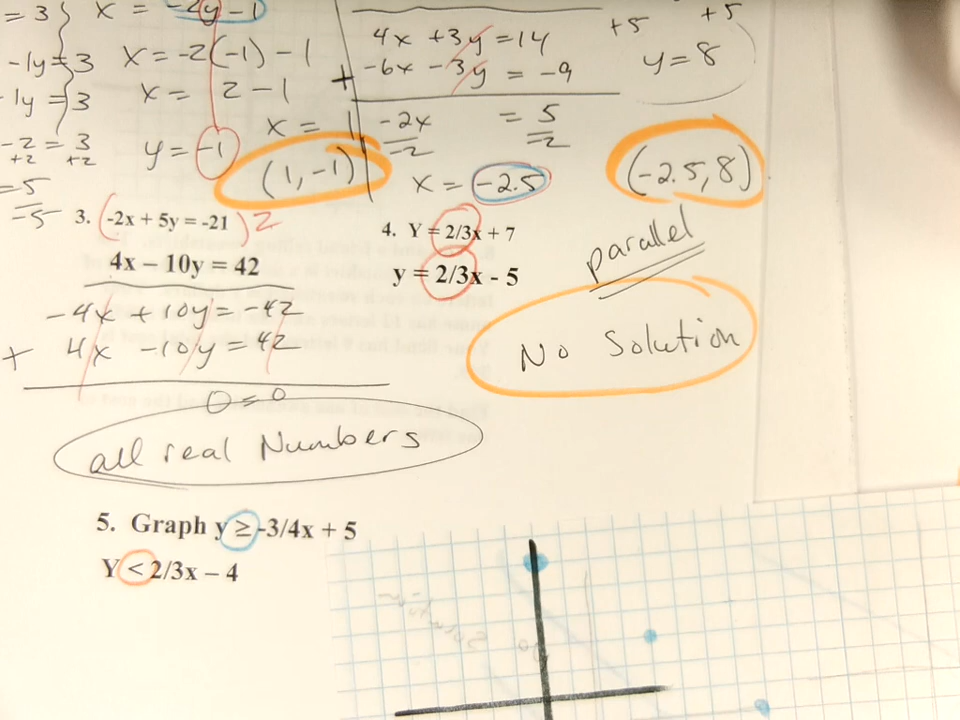 = 3
x = -2y - 1
-1y = 3
x = -2(-1) - 1
-1y = 3
x = 2 - 1
-2 = 3
+2 +2
x = 1
= 5
-5
y = -1
(1, -1)
4x + 3y = 14
+ -6x - 3y = -9
-2x = 5
-2 -2
x = -2.5
+5 +5
y = 8
(-2.5, 8)
3. (-2x + 5y = -21)2
4x – 10y = 42
-4x + 10y = -42
+ 4x - 10y = 42
0 = 0
all real Numbers
4. Y = 2/3x + 7
y = 2/3x - 5
parallel
No Solution
5. Graph y ≥ -3/4x + 5
Y < 2/3x – 4